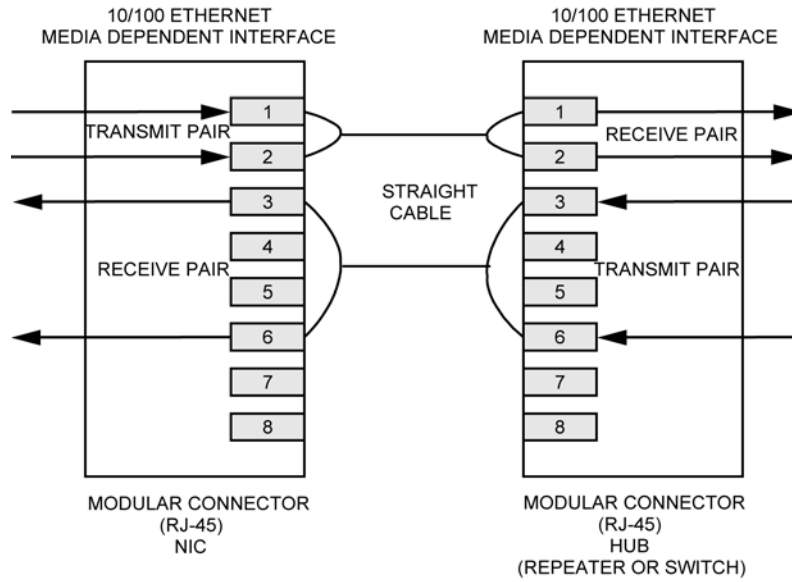 10/100 ETHERNET
MEDIA DEPENDENT INTERFACE
1
TRANSMIT PAIR
2
3
4
RECEIVE PAIR
5
6
7
8
MODULAR CONNECTOR
(RJ-45)
NIC
STRAIGHT
CABLE
10/100 ETHERNET
MEDIA DEPENDENT INTERFACE
1
RECEIVE PAIR
2
3
4
TRANSMIT PAIR
5
6
7
8
MODULAR CONNECTOR
(RJ-45)
HUB
(REPEATER OR SWITCH)